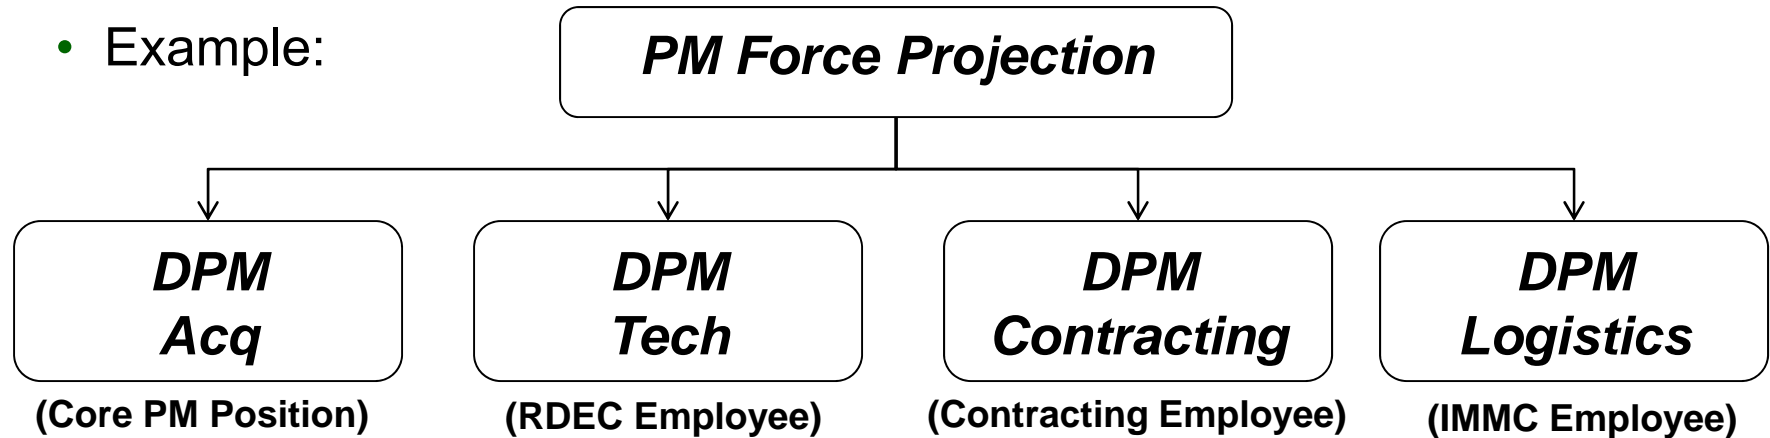 • Example:
PM Force Projection
DPM
Acq
(Core PM Position)
DPM
Tech
(RDEC Employee)
DPM
Contracting
(Contracting Employee)
DPM
Logistics
(IMMC Employee)